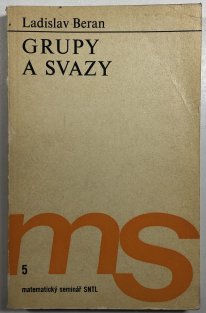 Ladislav Beran
GRUPY
A SVAZY
ms
5
matematický seminář SNTL